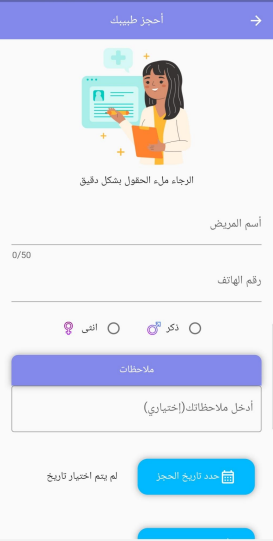 أحجز طبيبك
الرجاء ملء الحقول بشكل دقيق
أسم المريض
0/50
رقم الهاتف
ذكر
انثى
ملاحظات
أدخل ملاحظاتك(إختياري)
حدد تاريخ الحجز
لم يتم اختيار تاريخ